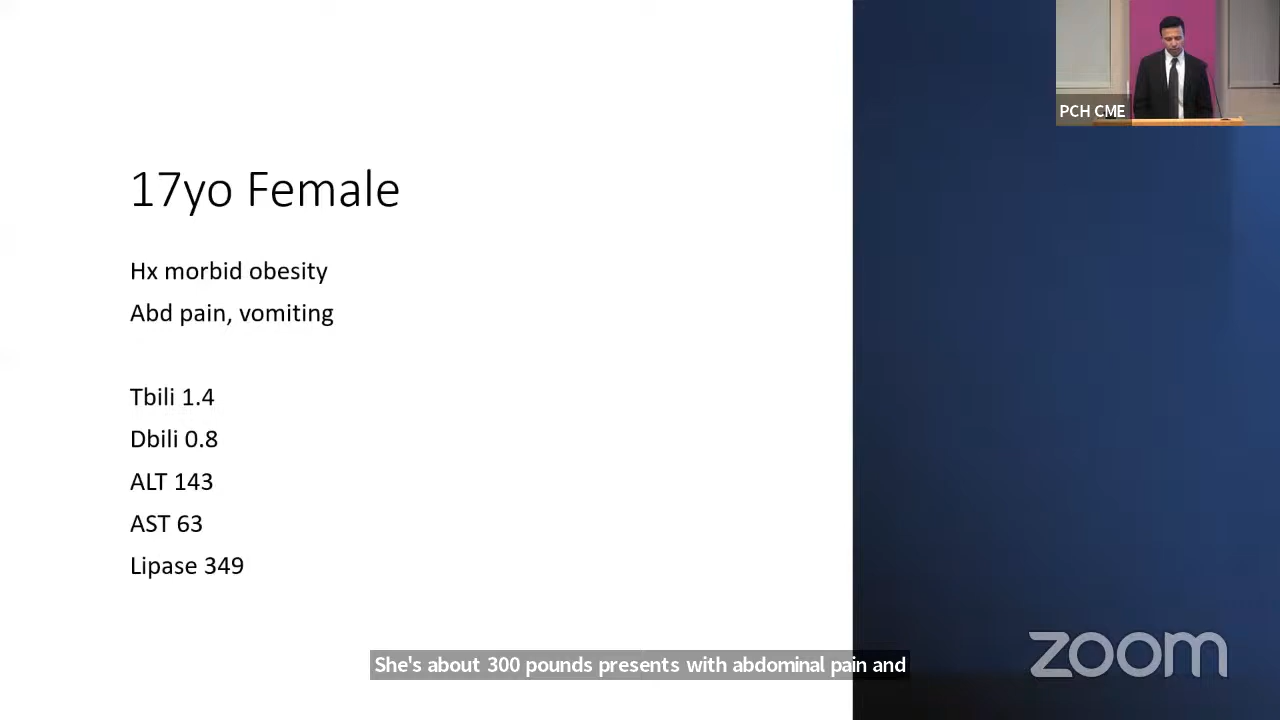 PCH CME
17yo Female
Hx morbid obesity
Abd pain, vomiting
Tbili 1.4
Dbili 0.8
ALT 143
AST 63
Lipase 349
zoom
She's about 300 pounds presents with abdominal pain and